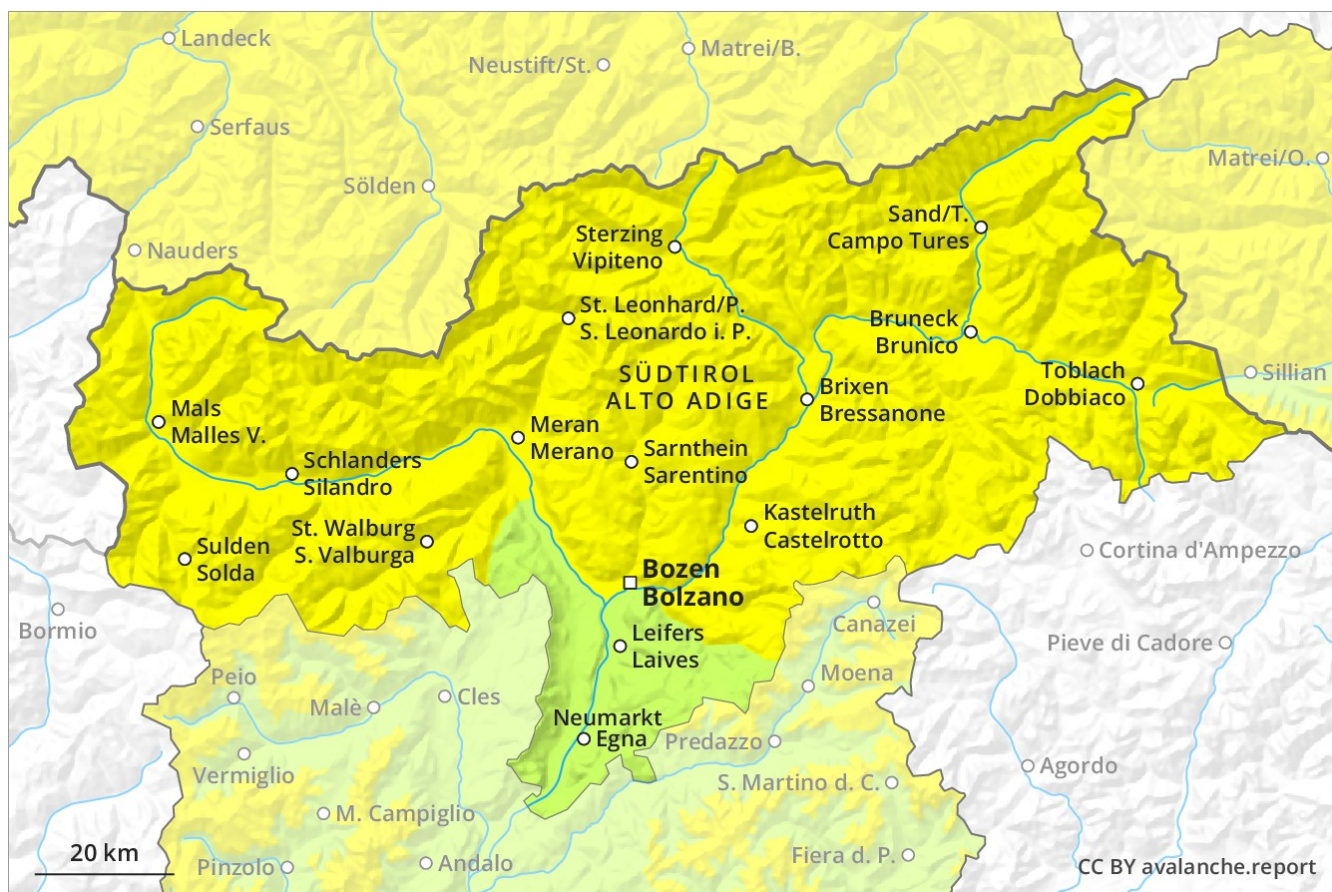 Landeck
Matrei/B.
Neustift/St.
Serfaus
Matrei/O.
Sölden
Sand/T.
Campo Tures
Sterzing
Vipiteno
Nauders
St. Leonhard/P.
S. Leonardo i. P.
Bruneck
Brunico
SÜDTIROL
ALTO ADIGE
Toblach
Dobbiaco
Sillian
Brixen
Bressanone
Mals
Malles V.
Meran
Merano
Sarnthein
Sarentino
Schlanders
Silandro
Kastelruth
Castelrotto
St. Walburg
S. Valburga
Sulden
Solda
Cortina d'Ampezzo
Bozen
Bolzano
Bormio
Canazei
Leifers
Laives
Pieve di Cadore
Peio
Moena
Malè
Cles
Neumarkt
Egna
Predazzo
Vermiglio
Agordo
S. Martino d. C.
M. Campiglio
20 km
Pinzolo
Andalo
Fiera d. P.
CC BY avalanche.report